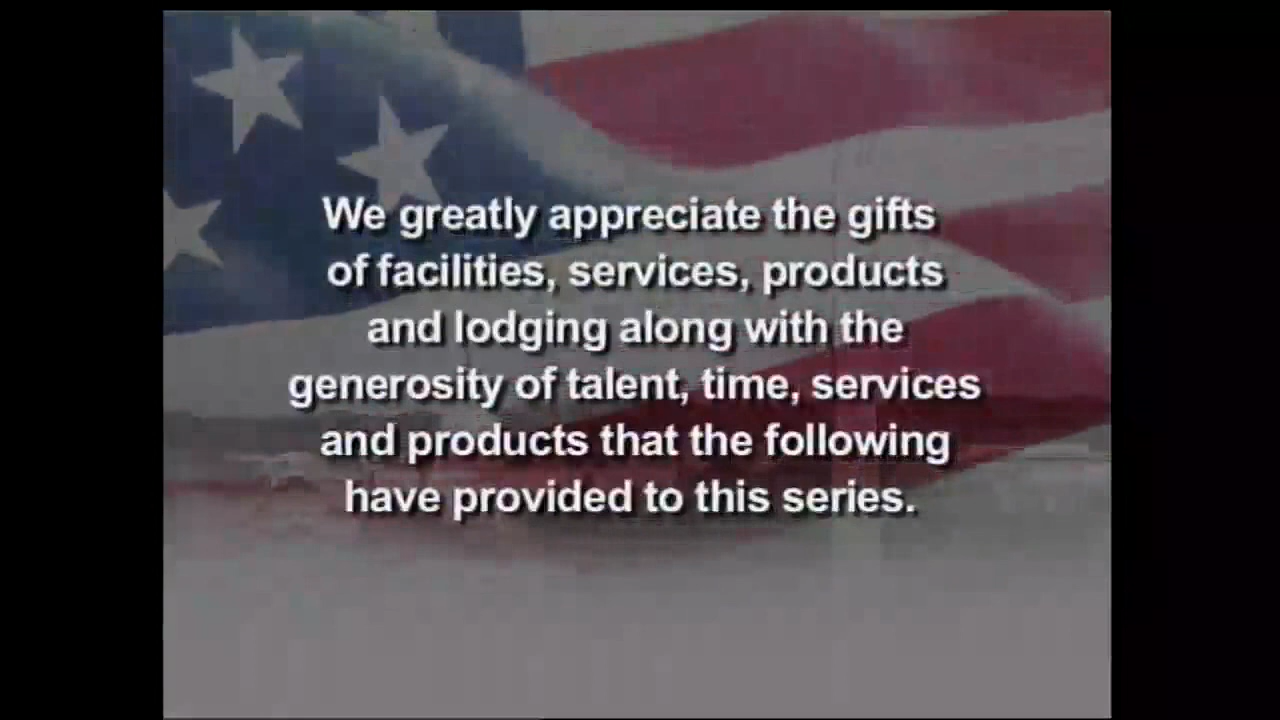 We greatly appreciate the gifts
of facilities, services, products
and lodging along with the
generosity of talent, time, services
and products that the following
have provided to this series.